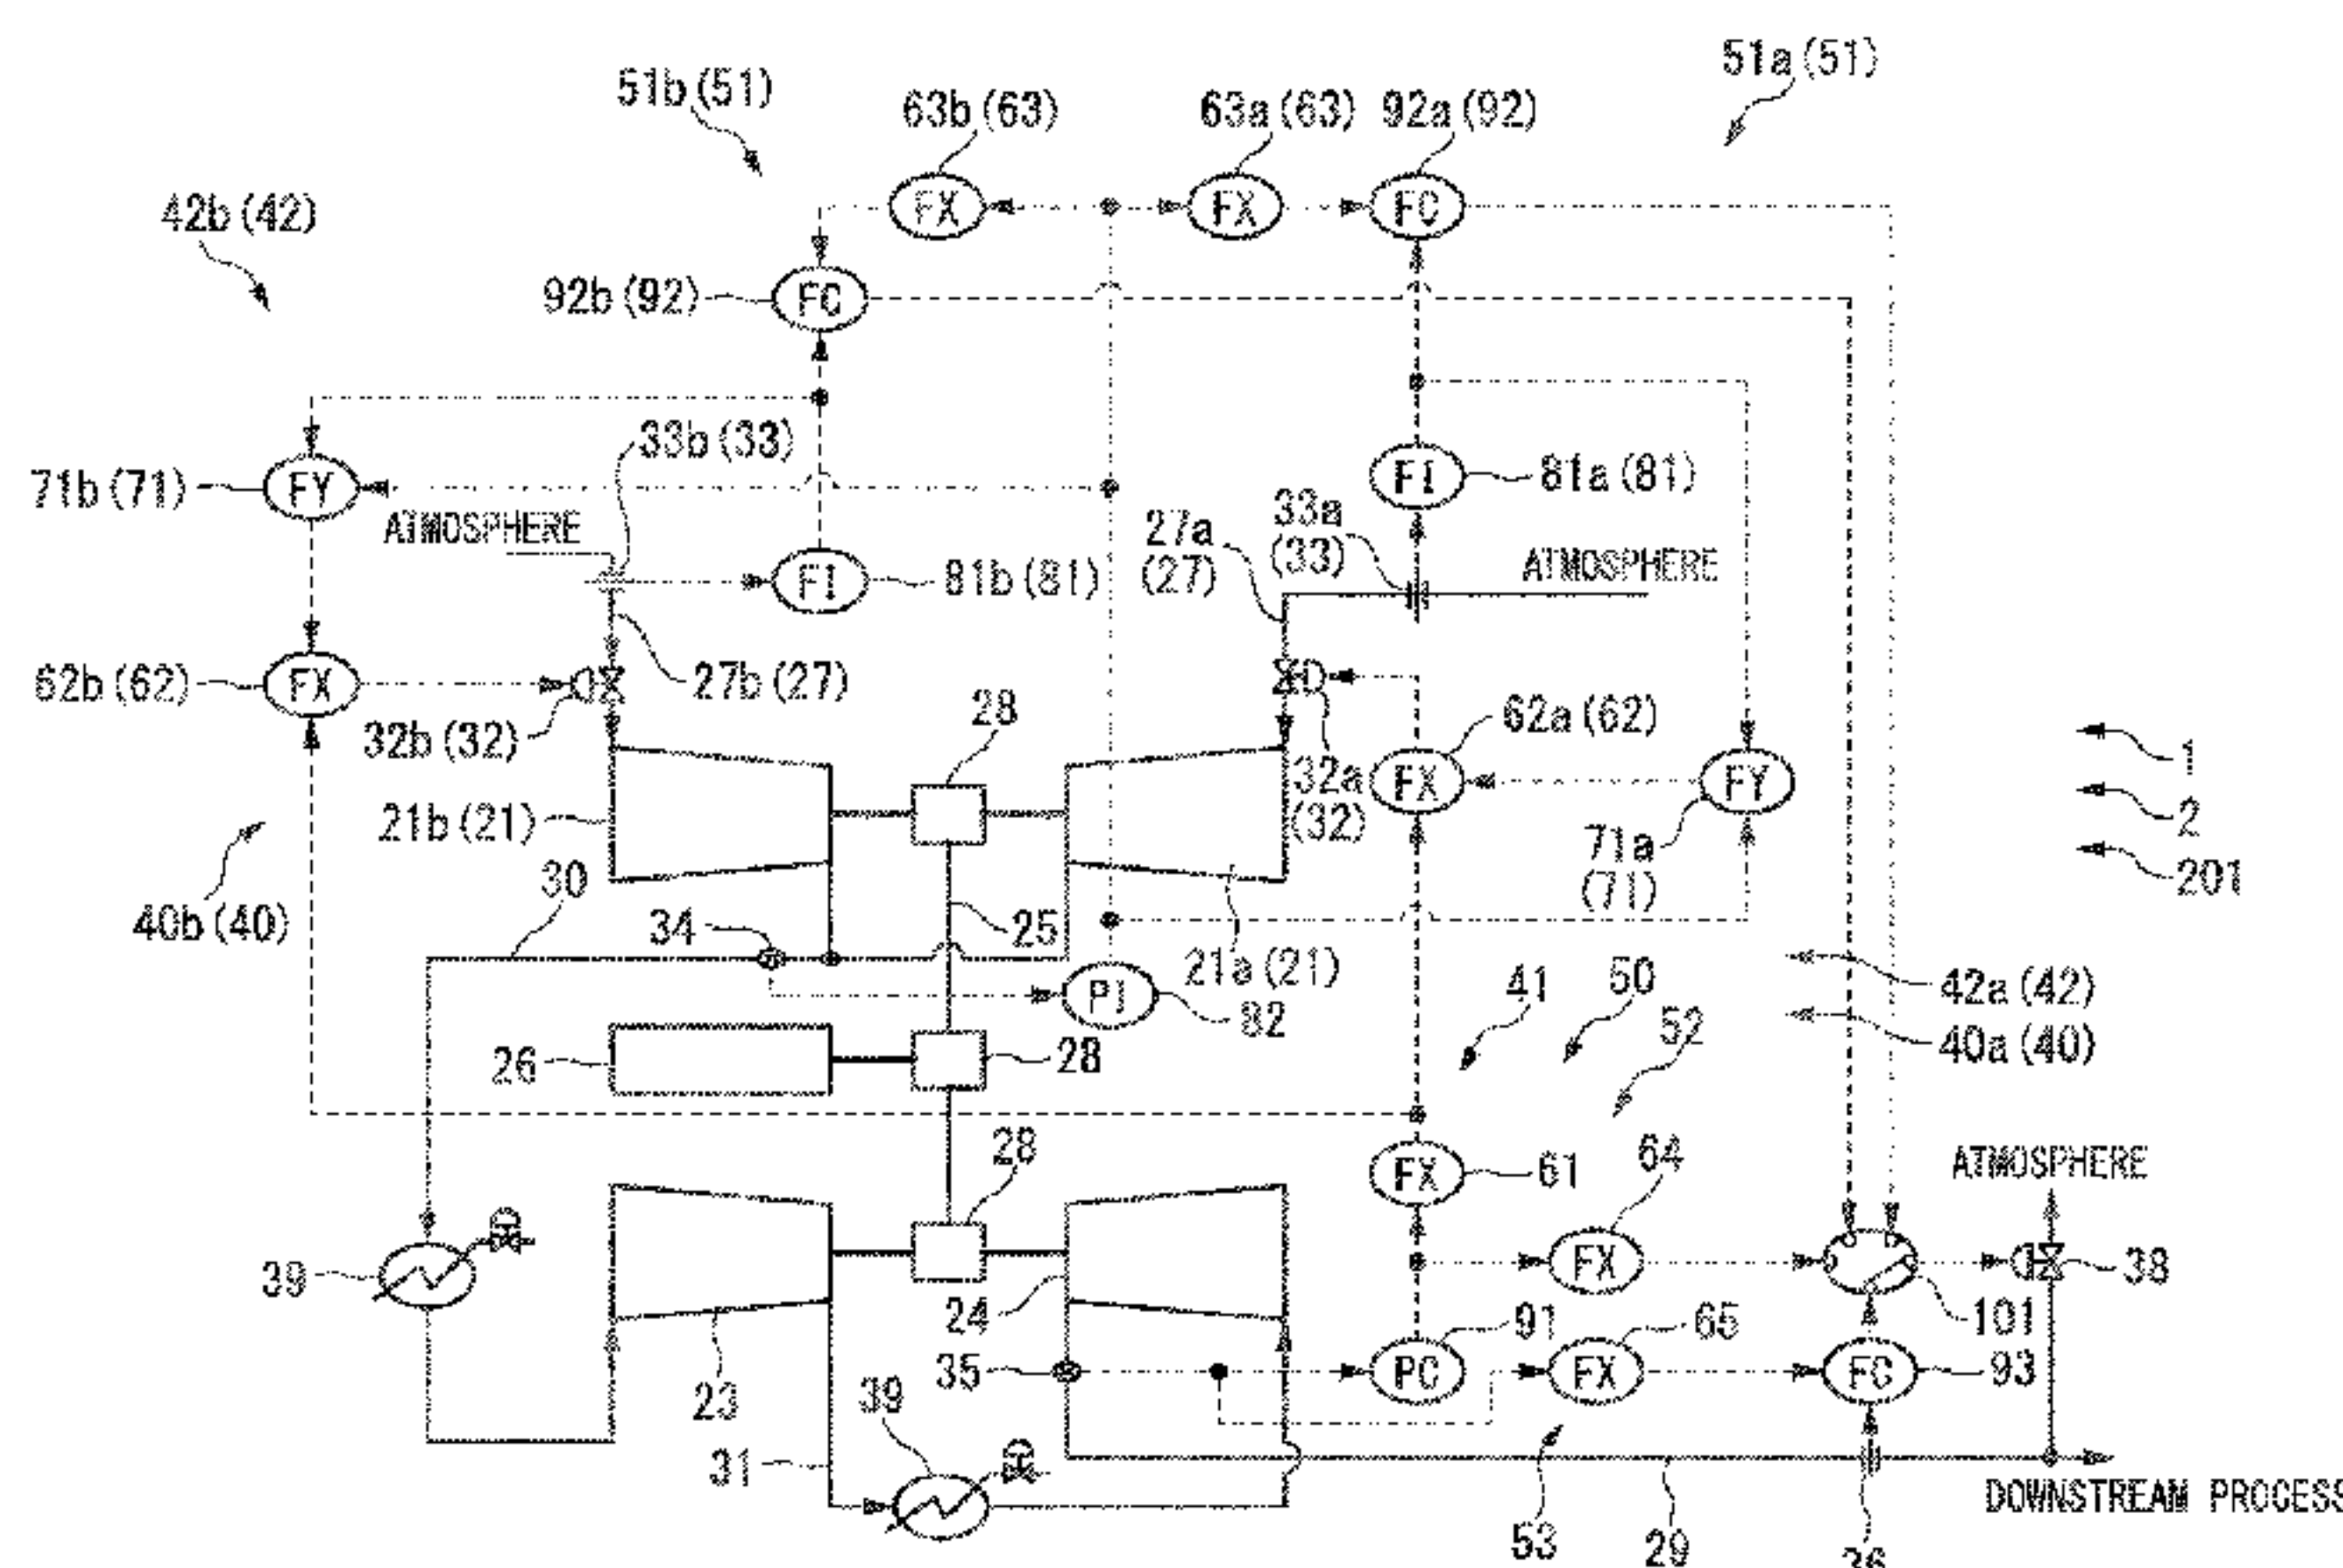 51a (51)
51b (51)
63b (63)
63a (63)
92a (92)
FX
FX
FC
42b (42)
92b (92)
FC
33b (33)
71b (71)
FY
ATMOSPHERE
FI
81a (81)
27a
(27)
33a
(33)
ATMOSPHERE
FI
81b (81)
62b (62)
FX
27b (27)
32b (32)
28
62a (62)
32a
(32)
FX
FY
1
2
201
21b (21)
71a
(71)
30
40b (40)
34
25
21a (21)
41
50
42a (42)
PI
82
52
40a (40)
26
28
28
64
ATMOSPHERE
FX
61
39
FX
38
24
91
65
101
35
PC
FX
FC
93
23
39
31
53
29
36
DOWNSTREAM PROCESS